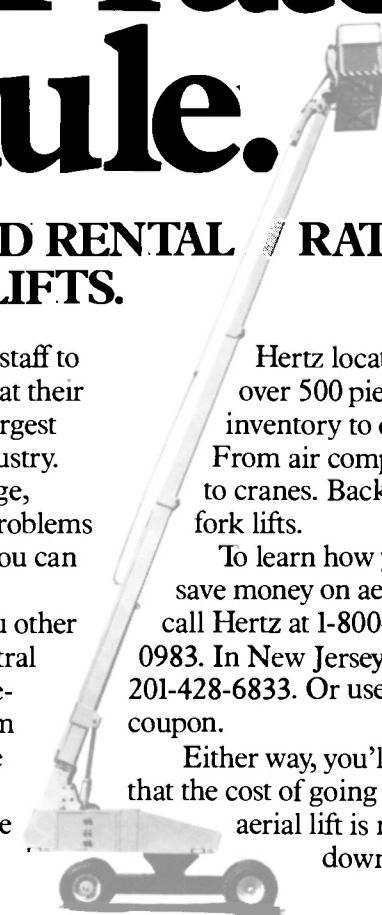 ule.
D RENTAL RAT
LIFTS.
staff to
at their
rgest
ustry.
ge,
roblems
ou can
u other
tral
e-
m
e
e
Hertz locat
over 500 pie
inventory to
From air comp
to cranes. Back
fork lifts.
To learn how
save money on ae
call Hertz at 1-800-
0983. In New Jersey
201-428-6833. Or use
coupon.
Either way, you'll
that the cost of going
aerial lift is
down